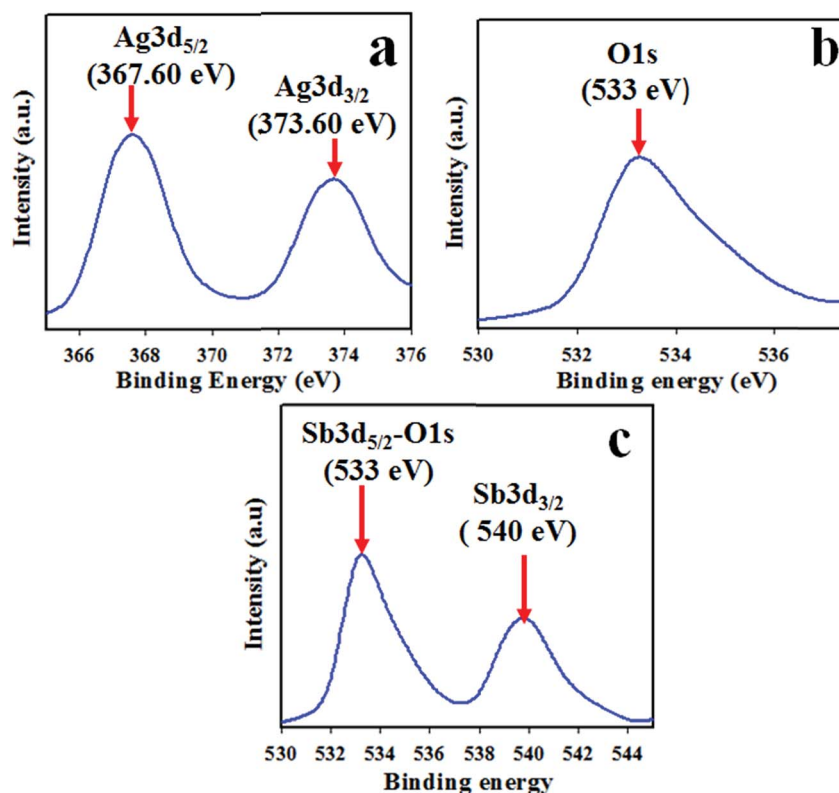 Ag3d5/2
(367.60 eV)
Ag3d3/2
(373.60 eV)
a
Intensity (a.u.)
366 368 370 372 374 376
Binding Energy (eV)
O1s
(533 eV)
b
Intensity (a.u.)
530 532 534 536
Binding energy (eV)
Sb3d5/2-O1s
(533 eV)
Sb3d3/2
( 540 eV)
c
Intensity (a.u)
530 532 534 536 538 540 542 544
Binding energy